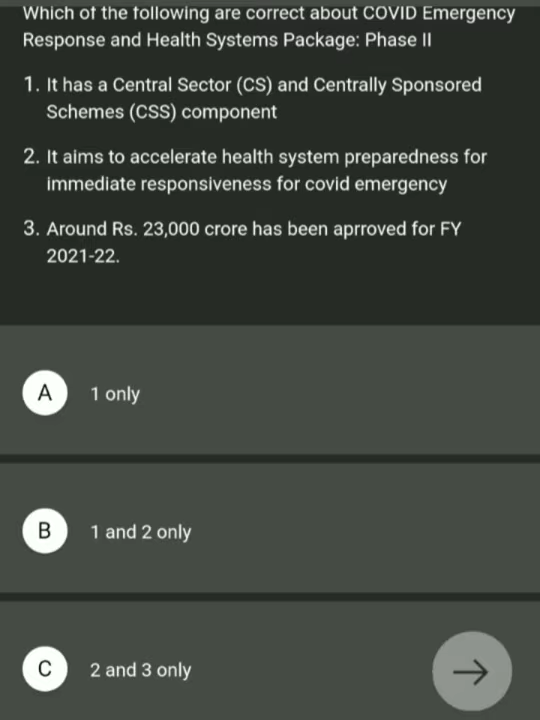 Which of the following are correct about COVID Emergency
Response and Health Systems Package: Phase II
1. It has a Central Sector (CS) and Centrally Sponsored
Schemes (CSS) component
2. It aims to accelerate health system preparedness for
immediate responsiveness for covid emergency
3. Around Rs. 23,000 crore has been aprroved for FY
2021-22.
A 1 only
B 1 and 2 only
C 2 and 3 only